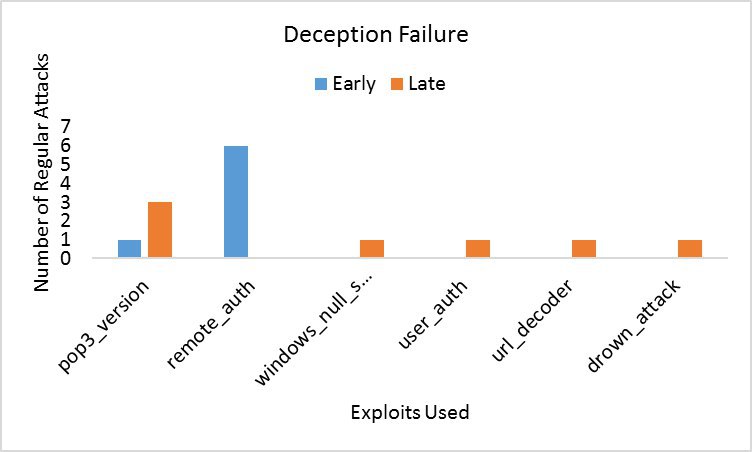 Deception Failure
Early Late
Number of Regular Attacks
7
6
5
4
3
2
1
0
pop3_version
remote_auth
windows_null_s...
user_auth
url_decoder
drown_attack
Exploits Used